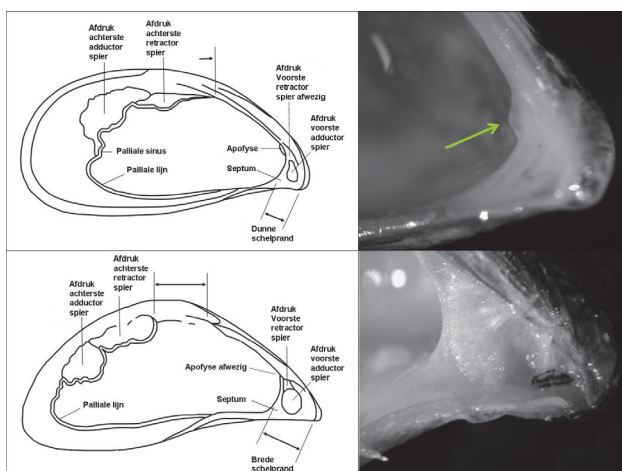 Afdruk
achterste
adductor
spier
Afdruk
achterste
retractor
spier
Afdruk
Voorste
retractor
spier afwezig
Afdruk
voorste
adductor
spier
Palliale sinus
Palliale lijn
Apofyse
Septum
Dunne
schelprand
Afdruk
achterste
retractor
spier
Afdruk
achterste
adductor
spier
Afdruk
Voorste
retractor
spier
Afdruk
voorste
adductor
spier
Apofyse afwezig
Palliale lijn
Septum
Brede
schelprand